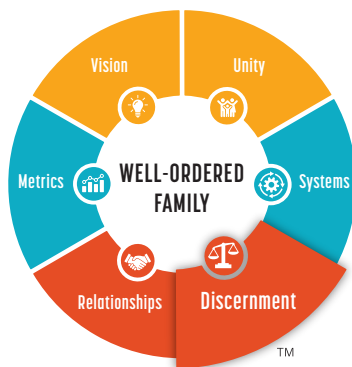 Vision
Unity
Metrics
WELL-ORDERED
FAMILY
Systems
Relationships
Discernment
TM